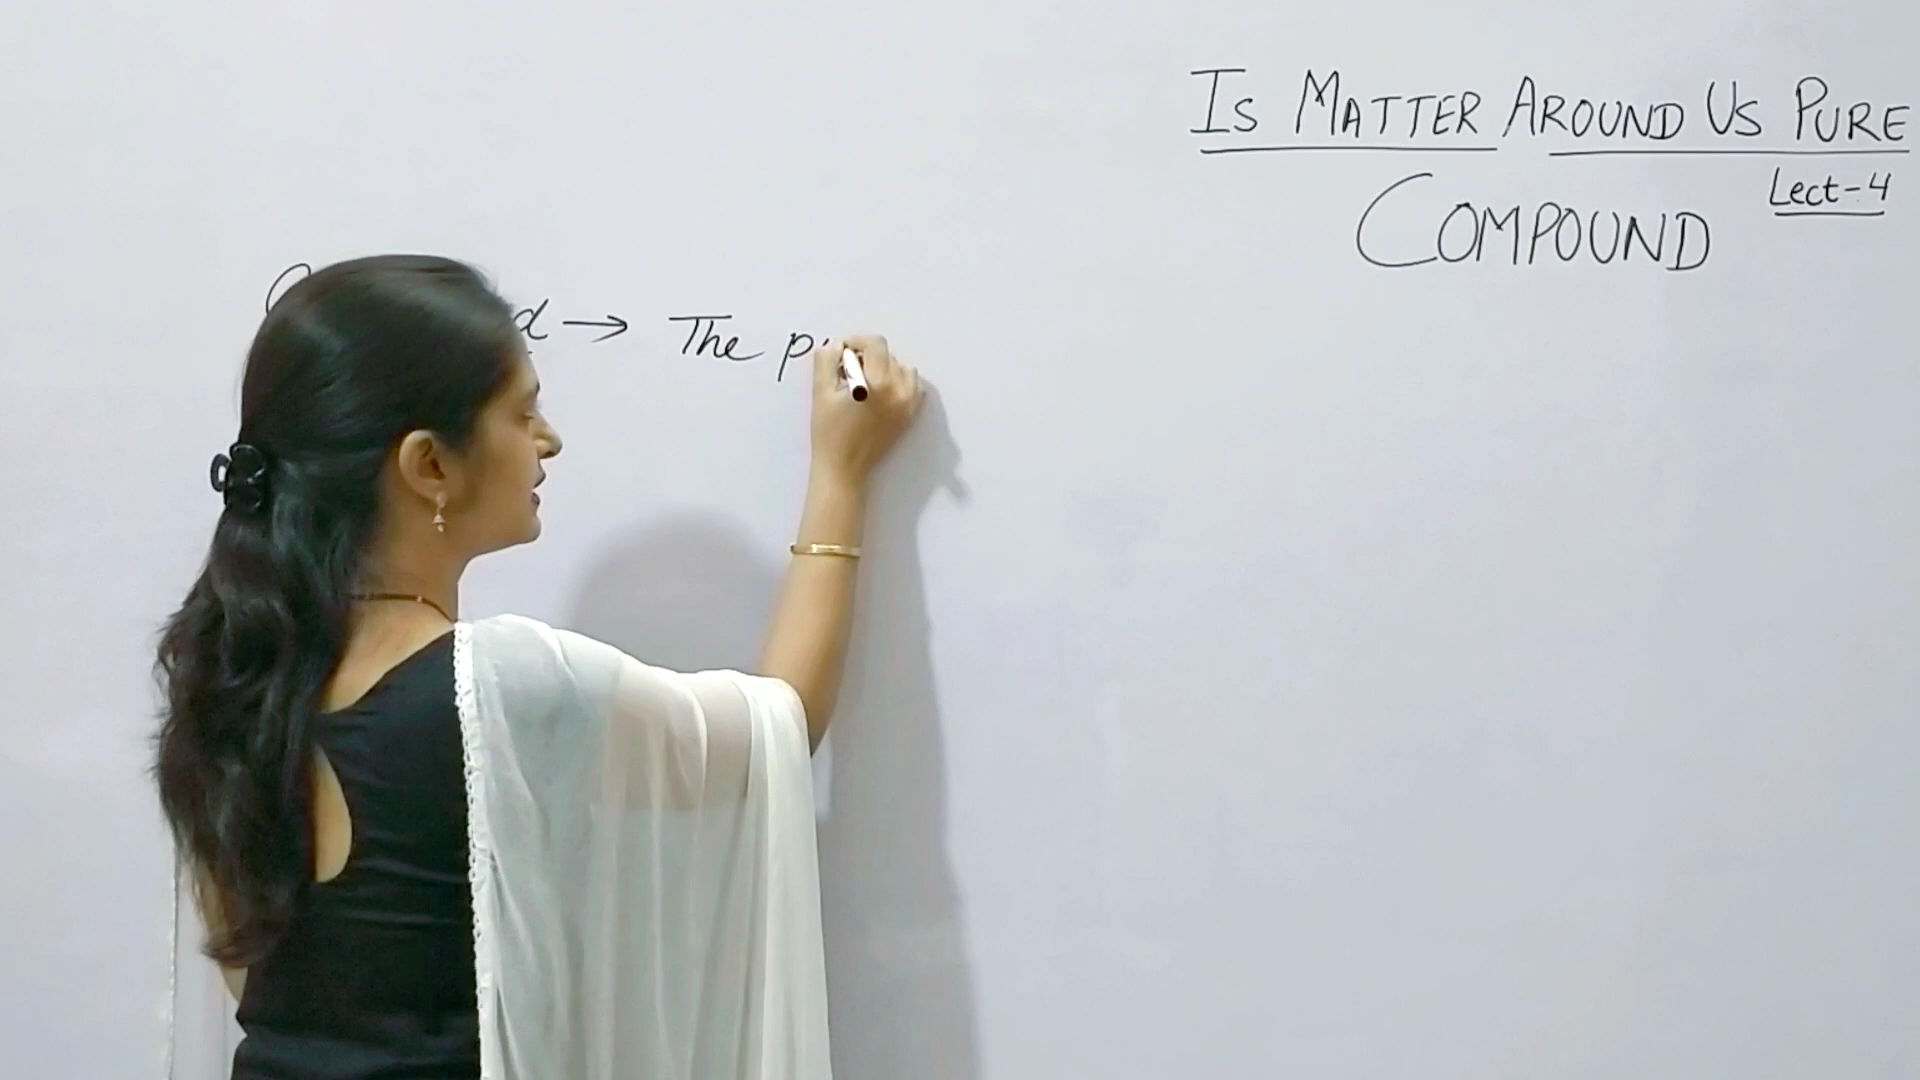 IS MATTER AROUND US PURE
Lect-4
COMPOUND
→ The